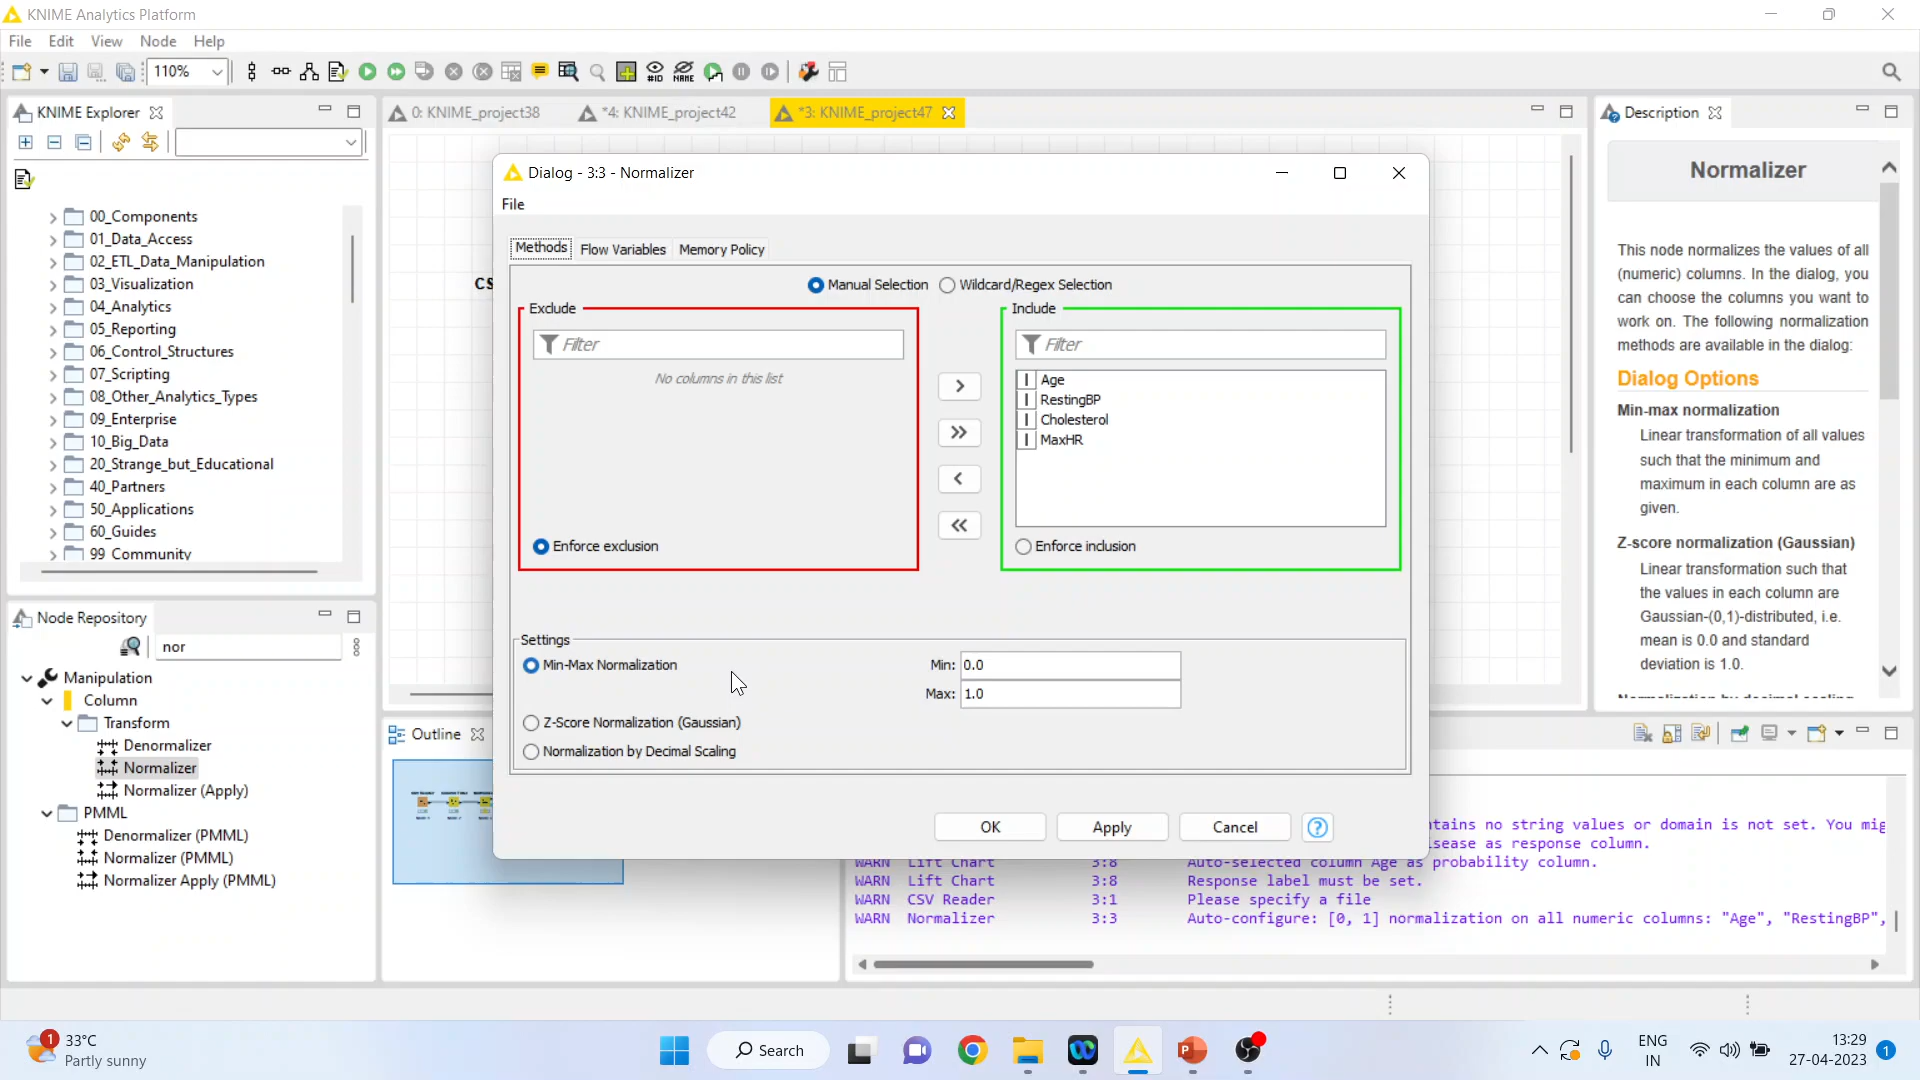 KNIME Analytics Platform
File Edit View Node Help
110%
KNIME Explorer
0: KNIME_project38
*4: KNIME_project42
*3: KNIME_project47
Description
00_Components
01_Data_Access
02_ETL_Data_Manipulation
03_Visualization
04_Analytics
05_Reporting
06_Control_Structures
07_Scripting
08_Other_Analytics_Types
09_Enterprise
10_Big_Data
20_Strange_but_Educational
40_Partners
50_Applications
60_Guides
99_Community
Node Repository
nor
Manipulation
Column
Transform
Denormalizer
Normalizer
Normalizer (Apply)
PMML
Denormalizer (PMML)
Normalizer (PMML)
Normalizer Apply (PMML)
CS
Dialog - 3:3 - Normalizer
File
Methods Flow Variables Memory Policy
Manual Selection Wildcard/Regex Selection
Exclude
Filter
No columns in this list
Enforce exclusion
Include
Filter
I Age
I RestingBP
I Cholesterol
I MaxHR
Enforce inclusion
Settings
Min-Max Normalization
Min: 0.0
Max: 1.0
Z-Score Normalization (Gaussian)
Normalization by Decimal Scaling
OK Apply Cancel
Normalizer
This node normalizes the values of all
(numeric) columns. In the dialog, you
can choose the columns you want to
work on. The following normalization
methods are available in the dialog:
Dialog Options
Min-max normalization
Linear transformation of all values
such that the minimum and
maximum in each column are as
given.
Z-score normalization (Gaussian)
Linear transformation such that
the values in each column are
Gaussian-(0,1)-distributed, i.e.
mean is 0.0 and standard
deviation is 1.0.
Normalization by decimal scaling
Outline
tains no string values or domain is not set. You mig
isease as response column.
WARN Lift Chart 3:8 Auto-selected column Age as probability column.
WARN Lift Chart 3:8 Response label must be set.
WARN CSV Reader 3:1 Please specify a file
WARN Normalizer 3:3 Auto-configure: [0, 1] normalization on all numeric columns: "Age", "RestingBP",
1
33°C
Partly sunny
Search
ENG
IN
13:29
27-04-2023
1